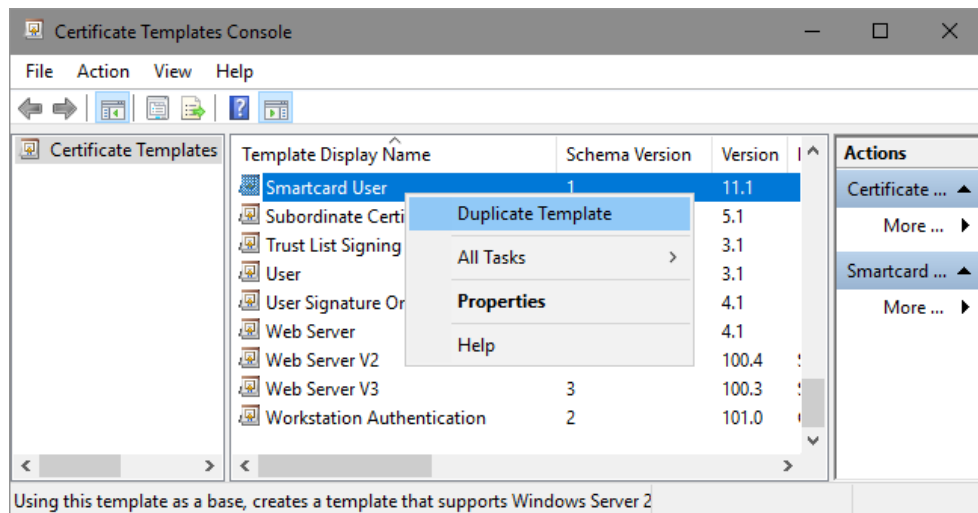 Certificate Templates Console
File Action View Help
Certificate Templates
Template Display Name Schema Version Version
Smartcard User 1 11.1
Subordinate Certi 5.1
Trust List Signing 3.1
User 3.1
User Signature Or 4.1
Web Server 4.1
Web Server V2 100.4
Web Server V3 3 100.3
Workstation Authentication 2 101.0
Duplicate Template
All Tasks
Properties
Help
Actions
Certificate ...
More ...
Smartcard ...
More ...
Using this template as a base, creates a template that supports Windows Server 2